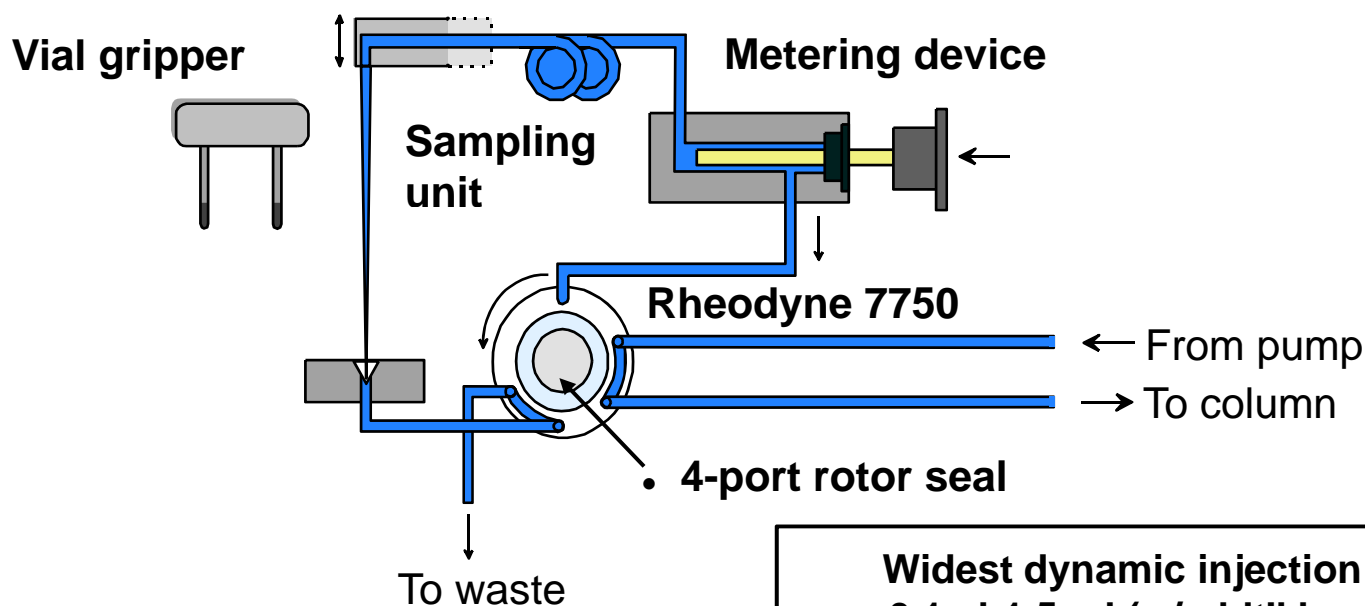 Vial gripper
Metering device
Sampling
unit
Rheodyne 7750
From pump
To column
• 4-port rotor seal
To waste
Widest dynamic injection